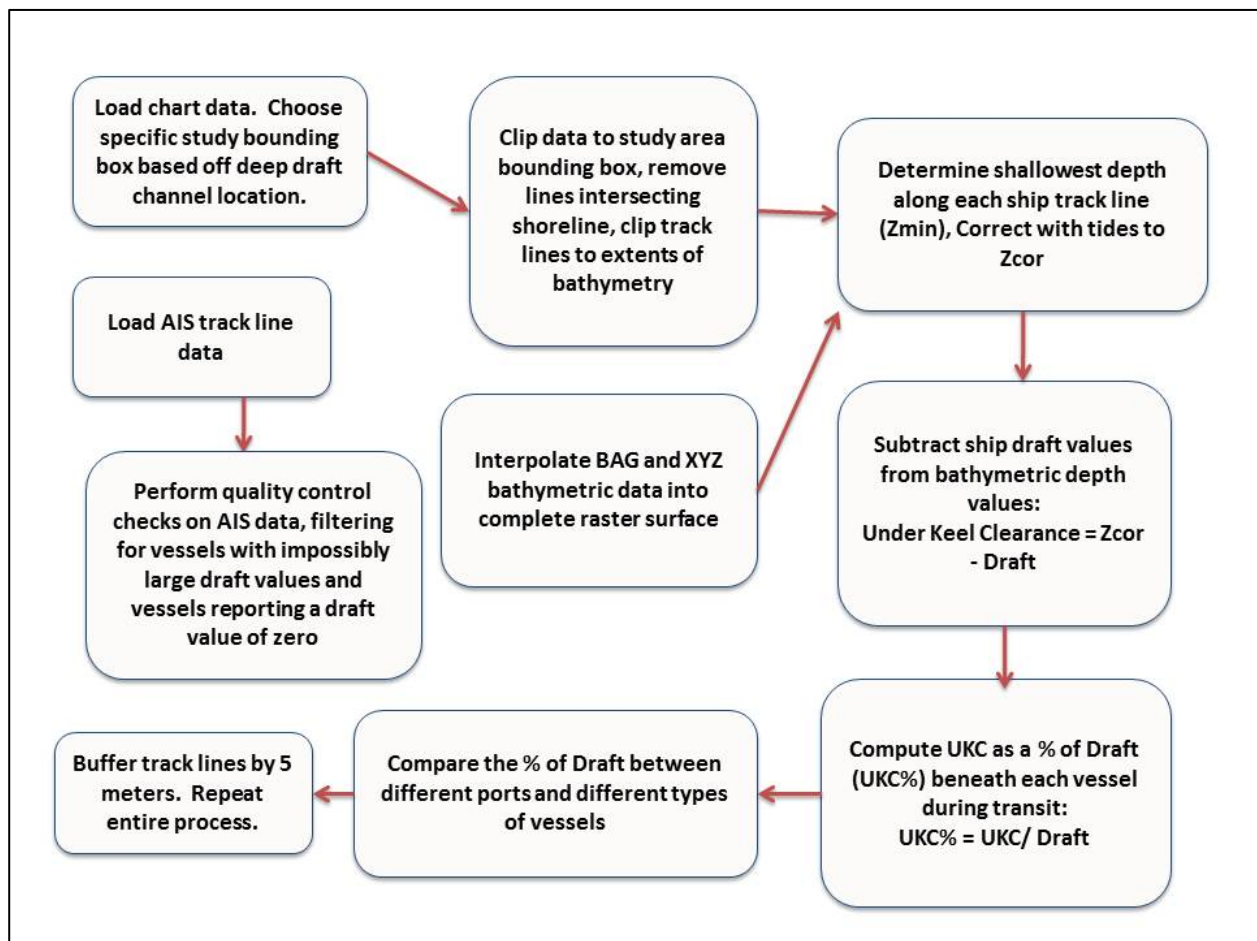 Load chart data.  Choose
specific study bounding
box based off deep draft
channel location.
Clip data to study area
bounding box, remove
lines intersecting
shoreline, clip track
lines to extents of
bathymetry
Determine shallowest depth
along each ship track line
(Zmin), Correct with tides to
Zcor
Load AIS track line
data
Perform quality control
checks on AIS data, filtering
for vessels with impossibly
large draft values and
vessels reporting a draft
value of zero
Interpolate BAG and XYZ
bathymetric data into
complete raster surface
Subtract ship draft values
from bathymetric depth
values:
Under Keel Clearance = Zcor
- Draft
Compute UKC as a % of Draft
(UKC%) beneath each vessel
during transit:
UKC% = UKC/ Draft
Compare the % of Draft between
different ports and different types
of vessels
Buffer track lines by 5
meters.  Repeat
entire process.